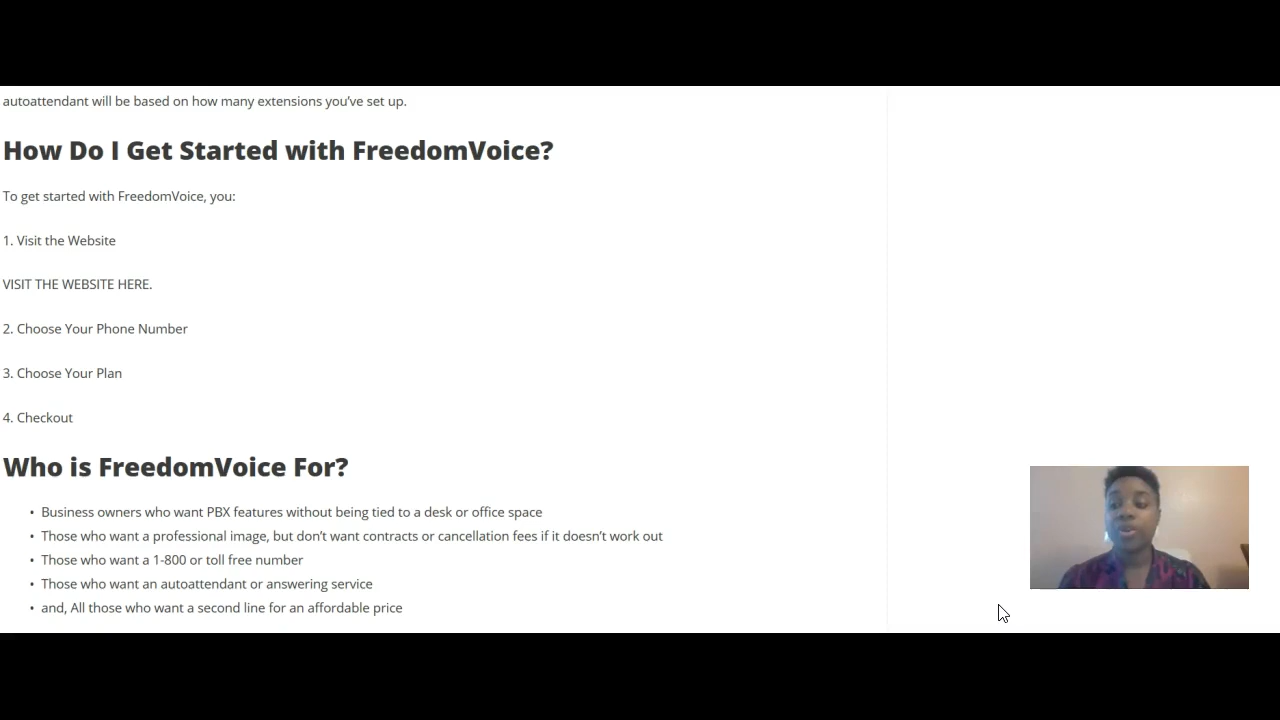 autoattendant will be based on how many extensions you've set up.
How Do I Get Started with FreedomVoice?
To get started with FreedomVoice, you:
1. Visit the Website
VISIT THE WEBSITE HERE.
2. Choose Your Phone Number
3. Choose Your Plan
4. Checkout
Who is FreedomVoice For?
• Business owners who want PBX features without being tied to a desk or office space
• Those who want a professional image, but don't want contracts or cancellation fees if it doesn't work out
• Those who want a 1-800 or toll free number
• Those who want an autoattendant or answering service
• and, All those who want a second line for an affordable price